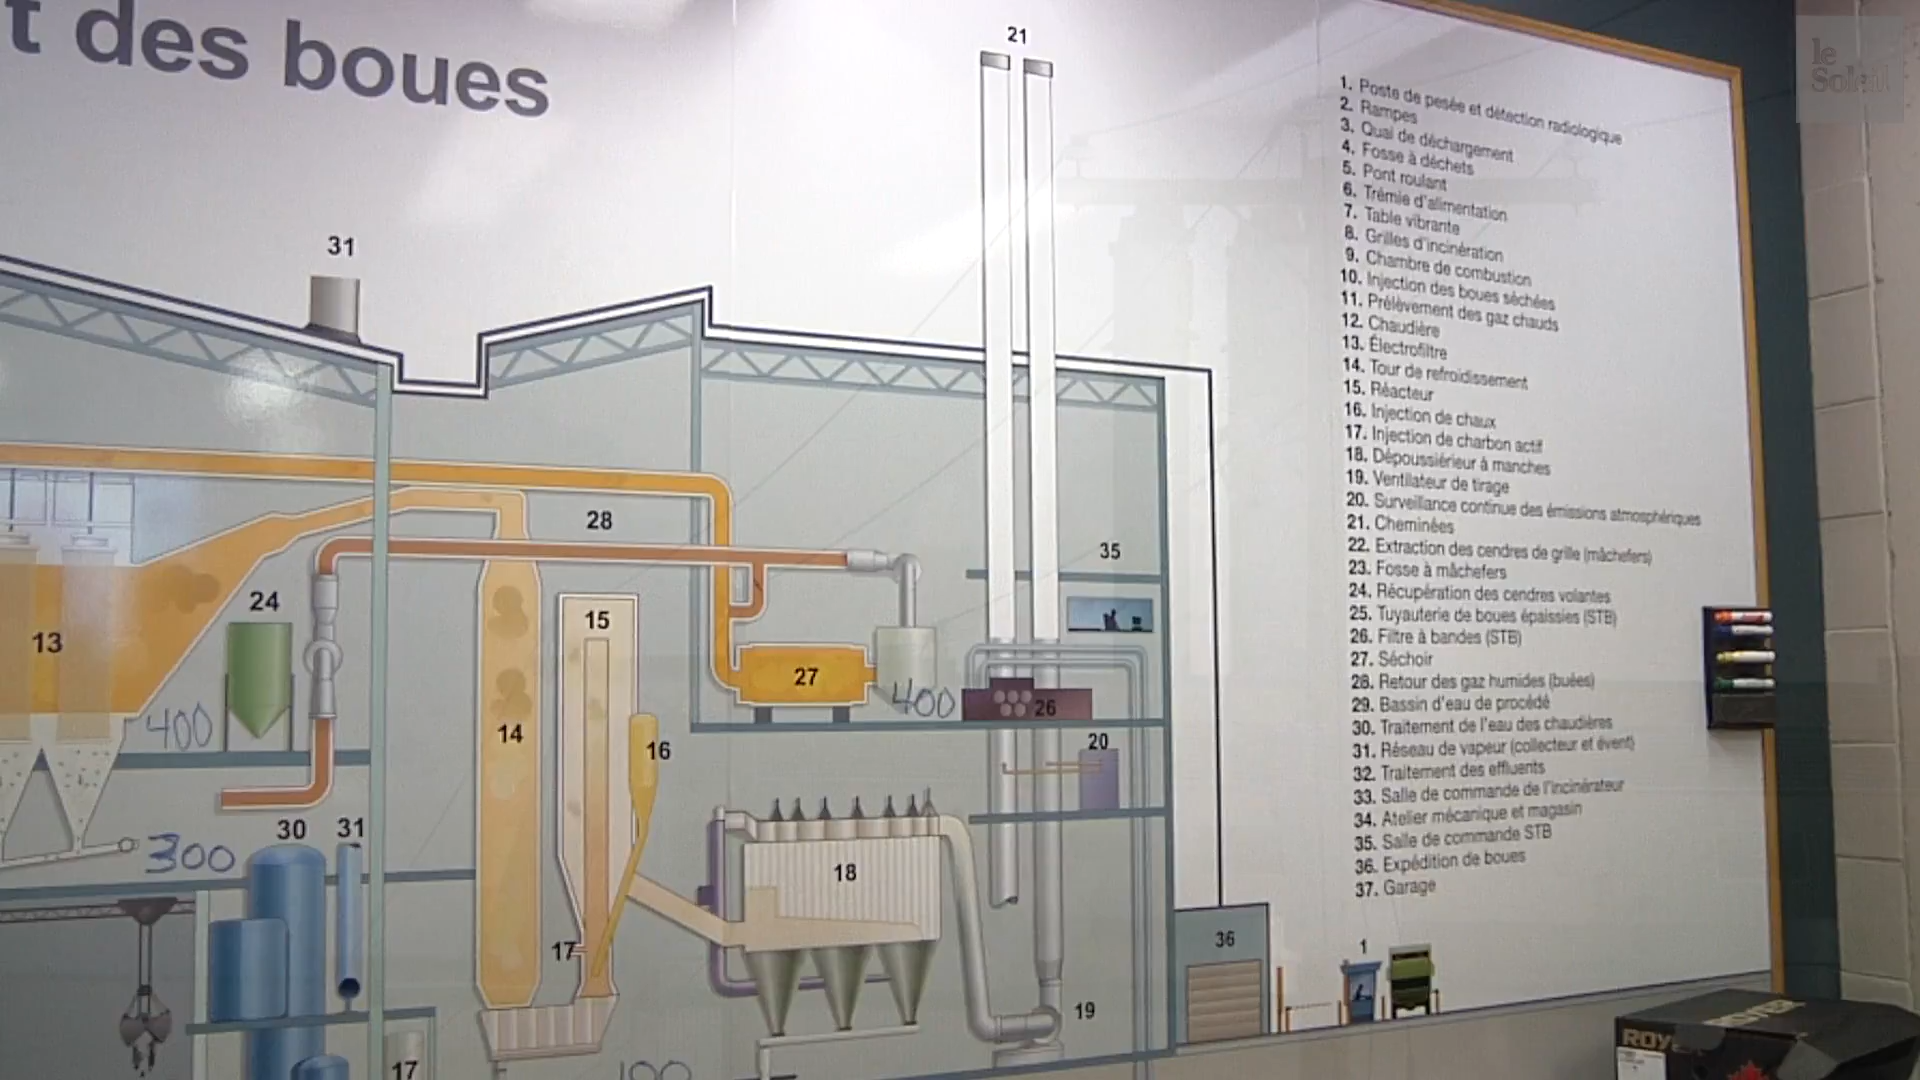 t des boues
le
Soleil
21
31
28
35
24
15
13
27
400
400
26
14
16
20
30
31
300
18
17
36
1
19
17
100
1. Poste de pesée et détection radiologique
2. Rampes
3. Quai de déchargement
4. Fosse à déchets
5. Pont roulant
6. Trémie d'alimentation
7. Table vibrante
8. Grilles d'incinération
9. Chambre de combustion
10. Injection des boues séchées
11. Prélèvement des gaz chauds
12. Chaudière
13. Électrofiltre
14. Tour de refroidissement
15. Réacteur
16. Injection de chaux
17. Injection de charbon actif
18. Dépoussiérieur à manches
19. Ventilateur de tirage
20. Surveillance continue des émissions atmosphériques
21. Cheminées
22. Extraction des cendres de grille (mâchefers)
23. Fosse à mâchefers
24. Récupération des cendres volantes
25. Tuyauterie de boues épaissies (STB)
26. Filtre à bandes (STB)
27. Séchoir
28. Retour des gaz humides (buées)
29. Bassin d'eau de procédé
30. Traitement de l'eau des chaudières
31. Réseau de vapeur (collecteur et évent)
32. Traitement des effluents
33. Salle de commande de l'incinérateur
34. Atelier mécanique et magasin
35. Salle de commande STB
36. Expédition de boues
37. Garage